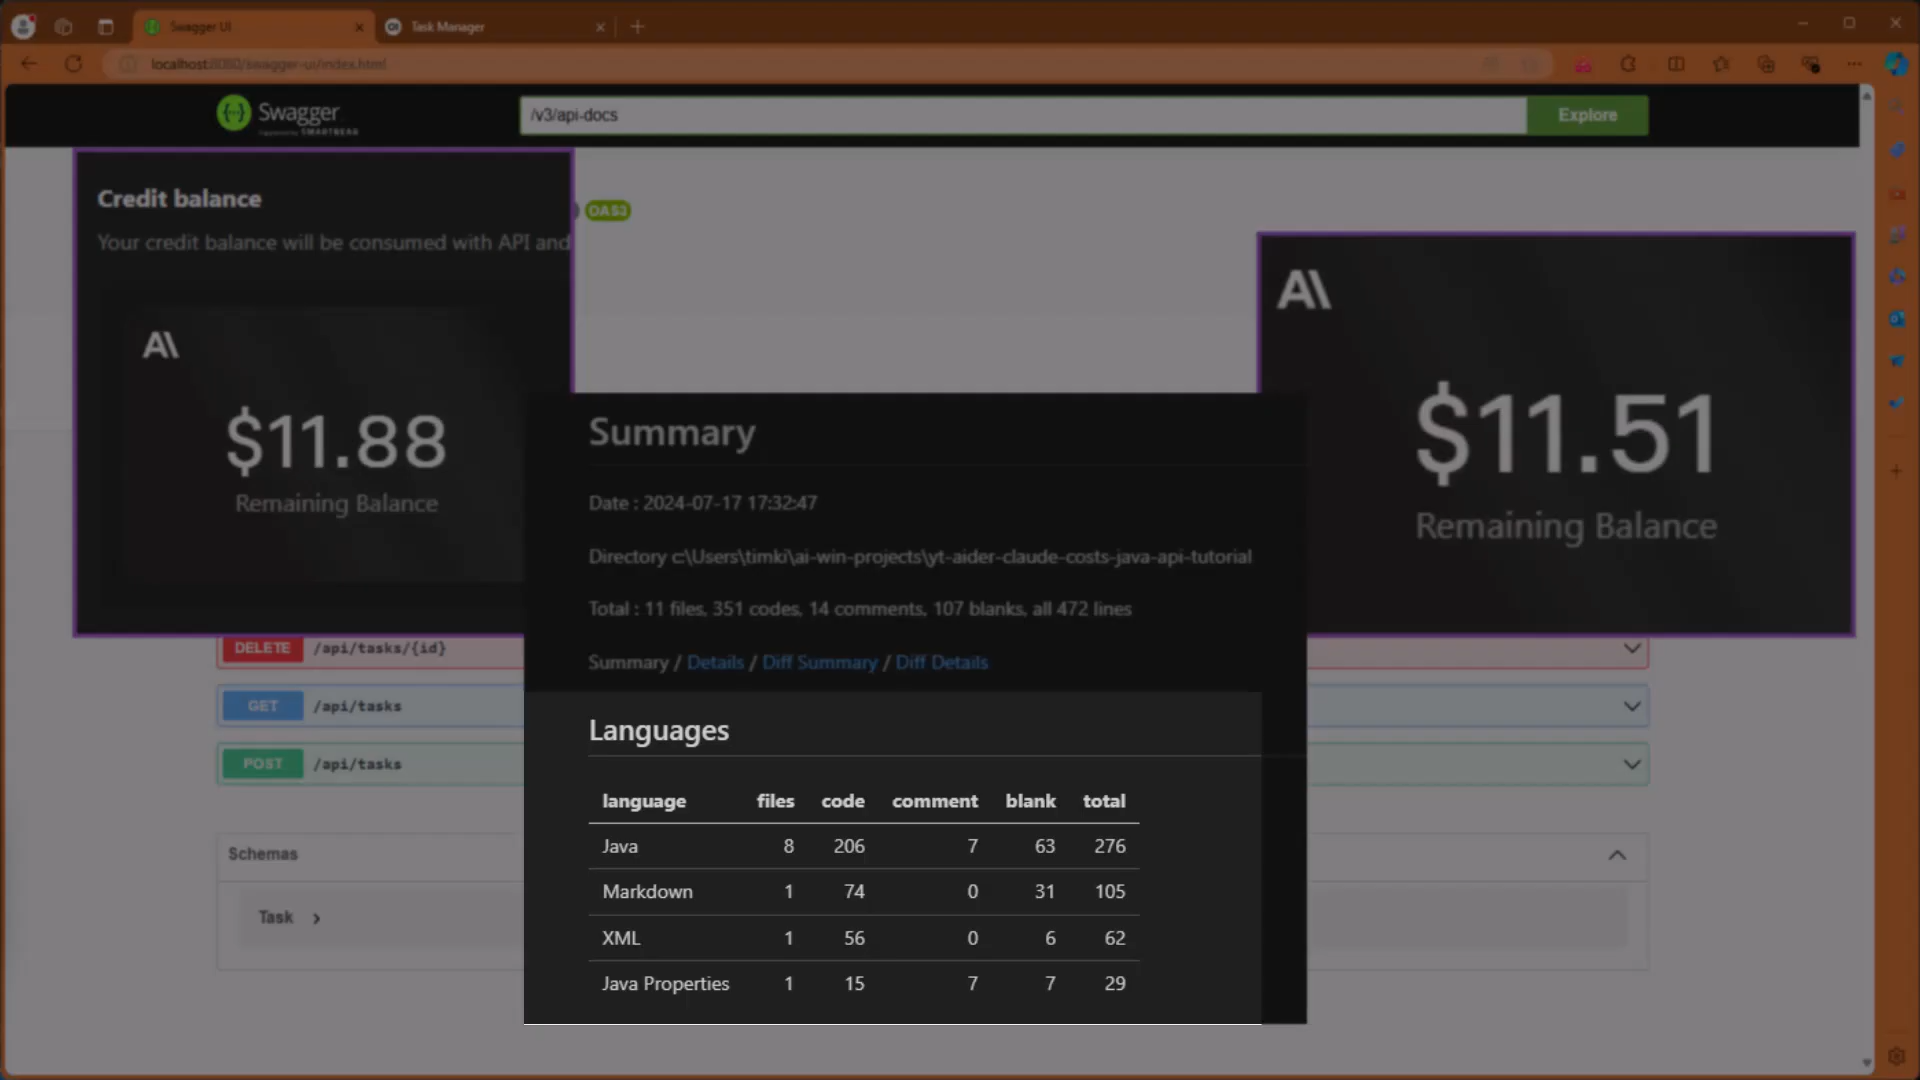 Swagger UI
Task Manager
localhost:8080/swagger-ui/index.html
Swagger
SMARTBEAR
/v3/api-docs
Explore
Credit balance
OAS3
Your credit balance will be consumed with API and
A\
$11.88
Remaining Balance
A\
$11.51
Remaining Balance
Summary
Date : 2024-07-17 17:32:47
Directory c:\Users\timki\ai-win-projects\yt-aider-claude-costs-java-api-tutorial
Total : 11 files, 351 codes, 14 comments, 107 blanks, all 472 lines
Summary / Details / Diff Summary / Diff Details
DELETE /api/tasks/{id}
GET /api/tasks
POST /api/tasks
Schemas
Task
Languages
language files code comment blank total
Java 8 206 7 63 276
Markdown 1 74 0 31 105
XML 1 56 0 6 62
Java Properties 1 15 7 7 29